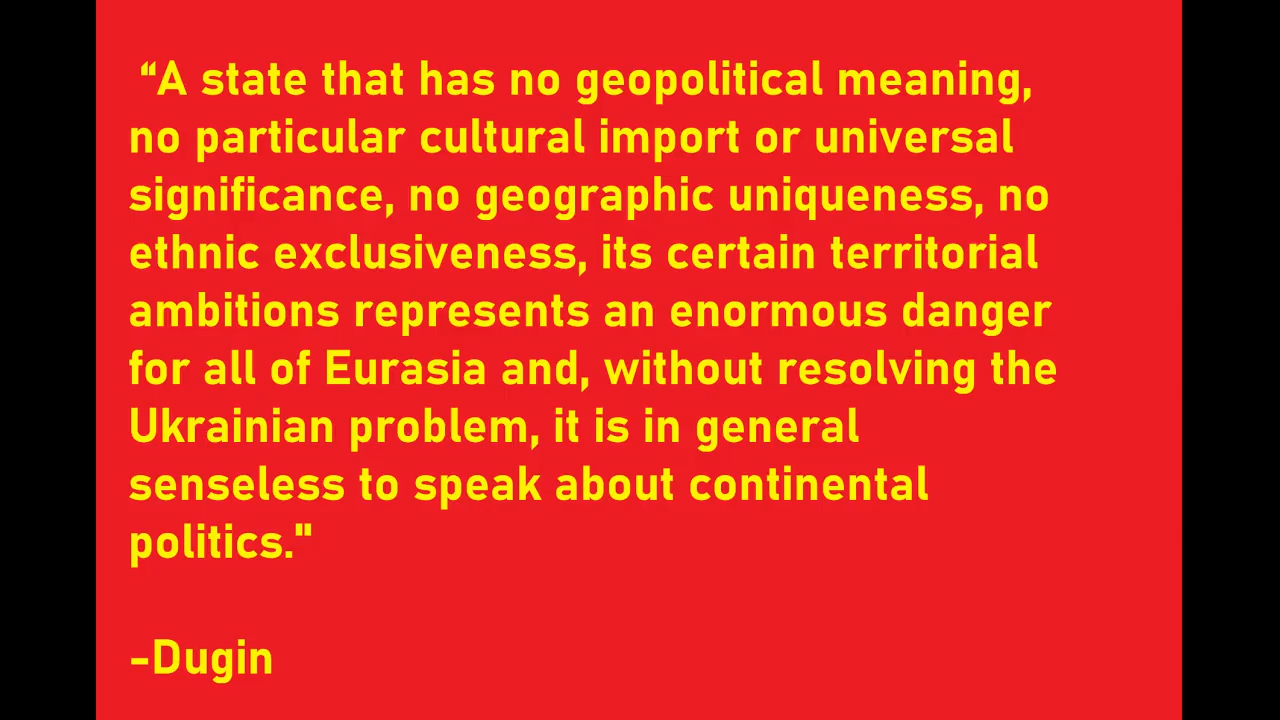 “A state that has no geopolitical meaning,
no particular cultural import or universal
significance, no geographic uniqueness, no
ethnic exclusiveness, its certain territorial
ambitions represents an enormous danger
for all of Eurasia and, without resolving the
Ukrainian problem, it is in general
senseless to speak about continental
politics."
-Dugin